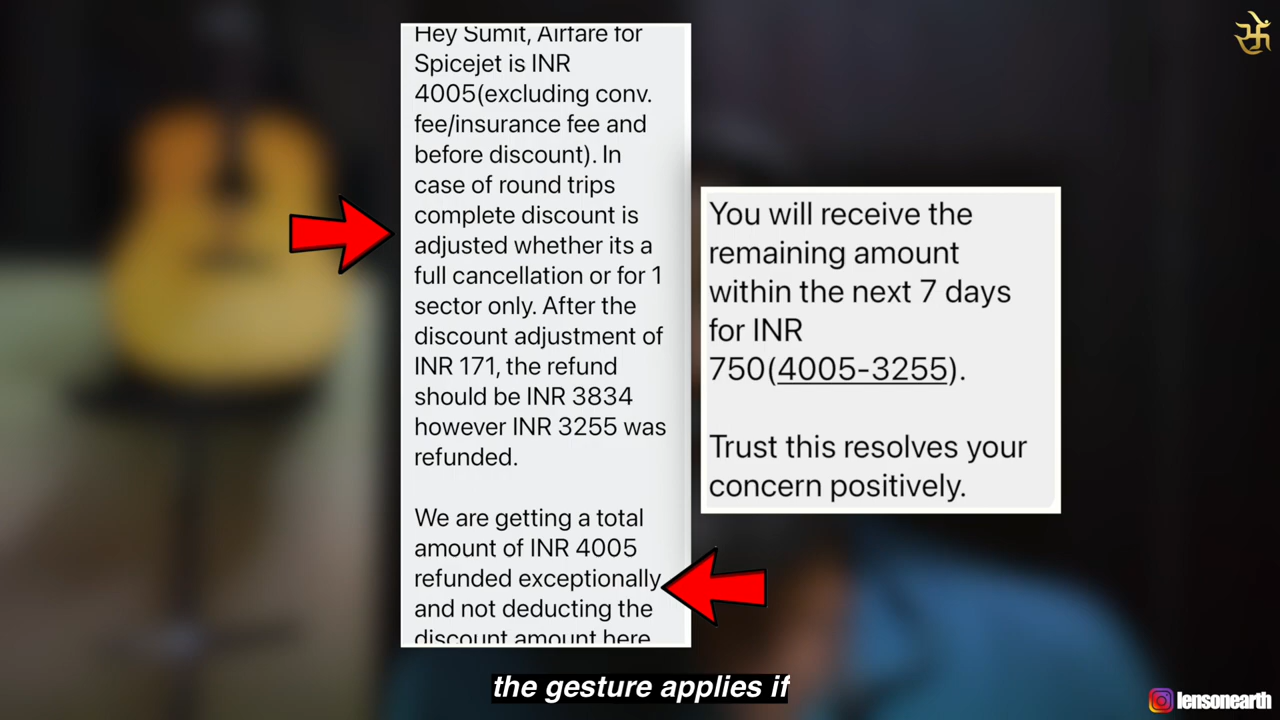 Hey Sumit, Airfare for
Spicejet is INR
4005(excluding conv.
fee/insurance fee and
before discount). In
case of round trips
complete discount is
adjusted whether its a
full cancellation or for 1
sector only. After the
discount adjustment of
INR 171, the refund
should be INR 3834
however INR 3255 was
refunded.
We are getting a total
amount of INR 4005
refunded exceptionally
and not deducting the
discount amount here
You will receive the
remaining amount
within the next 7 days
for INR
750(4005-3255).
Trust this resolves your
concern positively.
the gesture applies if
lensonearth